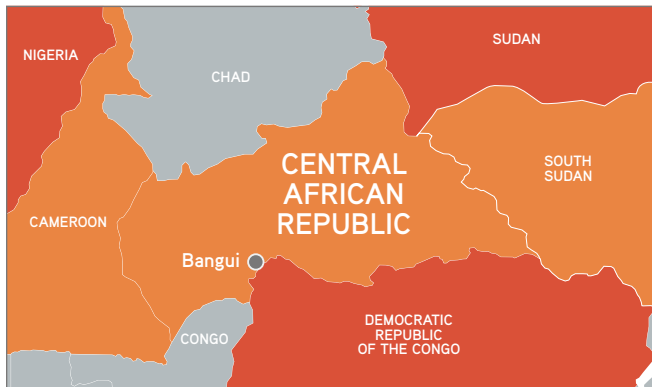 SUDAN
NIGERIA
CHAD
CENTRAL
AFRICAN
REPUBLIC
SOUTH
SUDAN
CAMEROON
Bangui
DEMOCRATIC
REPUBLIC
OF THE CONGO
CONGO